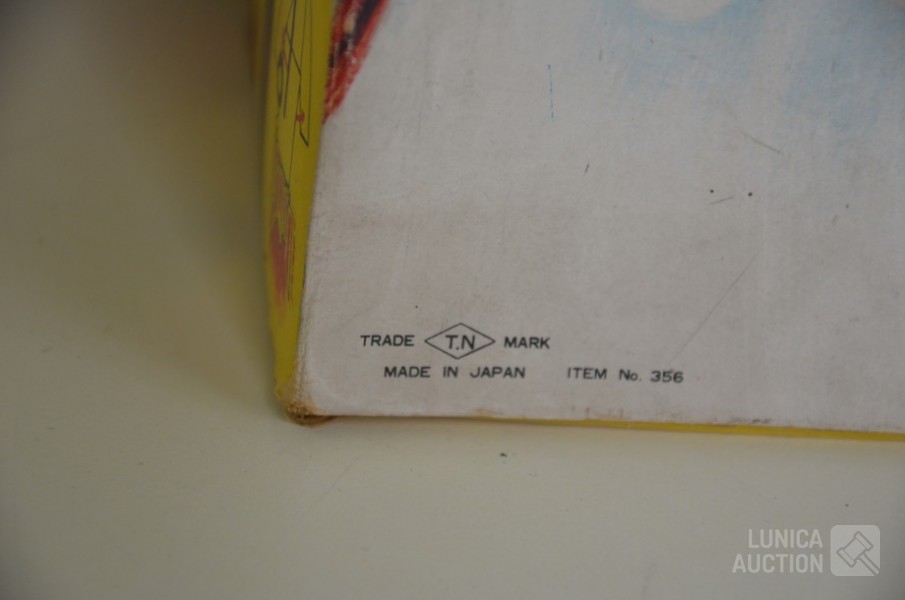 TRADE T.N MARK
MADE IN JAPAN ITEM No. 356
LUNICA
AUCTION